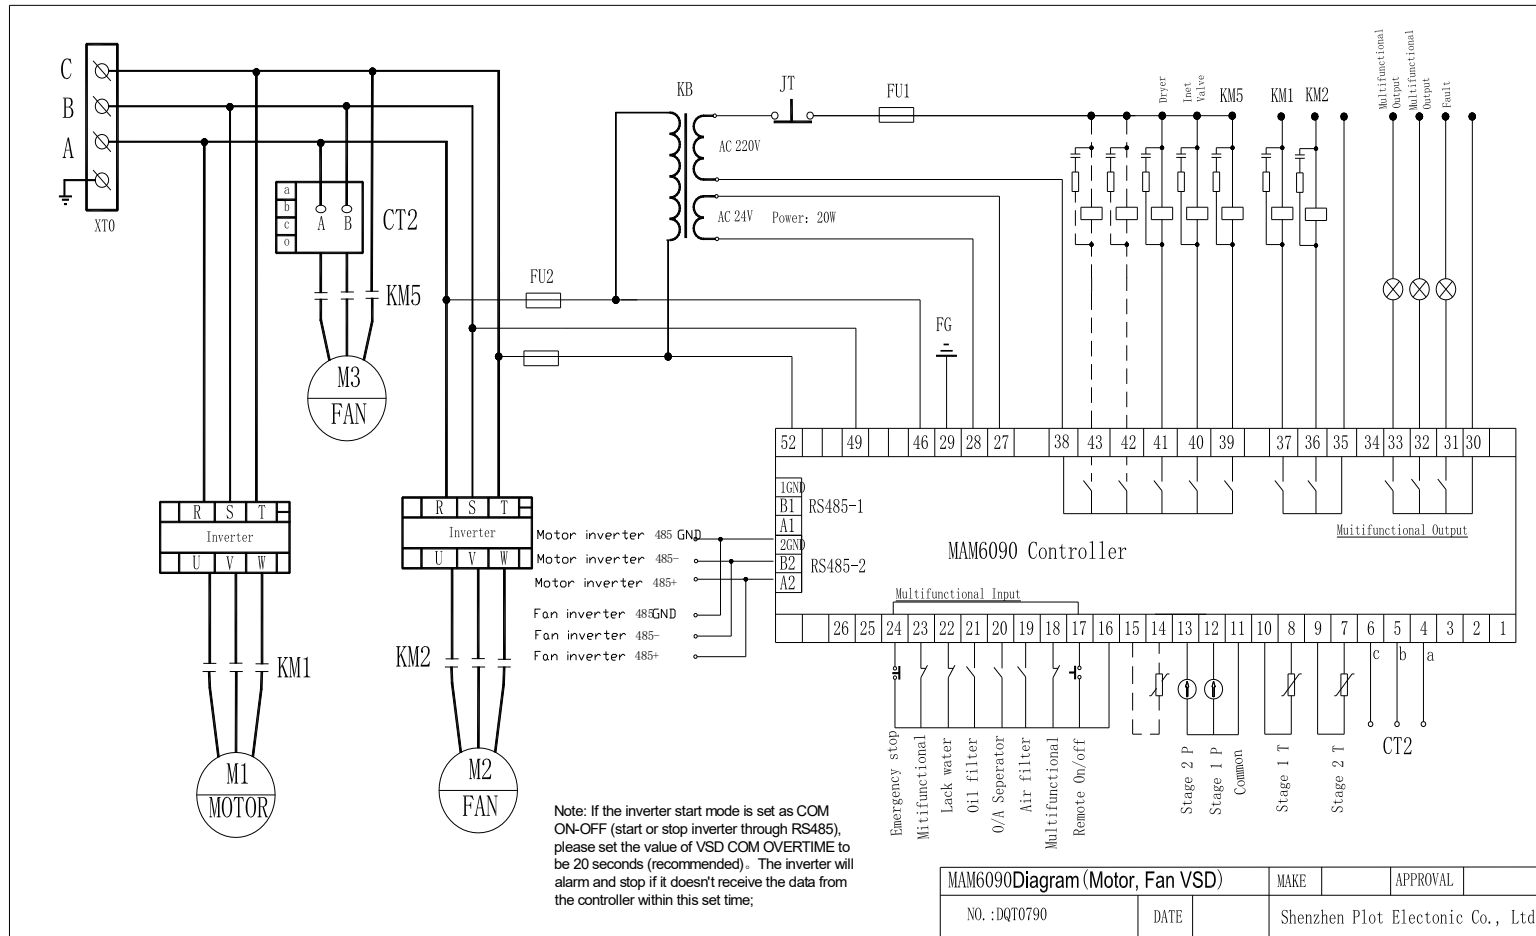 C
B
A
XTO
a
b
c
o
A B
CT2
KM5
M3
FAN
FU2
KB
JT
FU1
AC 220V
AC 24V Power: 20W
FG
Dryer
Inet
Valve
KM5
KM1
KM2
Multifunctional
Output
Multifunctional
Output
Fault
52 49 46 29 28 27 38 43 42 41 40 39 37 36 35 34 33 32 31 30
1GND
B1
A1
RS485-1
2GND
B2
A2
RS485-2
MAM6090 Controller
Muitifunctional Output
Multifunctional Input
26 25 24 23 22 21 20 19 18 17 16 15 14 13 12 11 10 8 9 7 6 5 4 3 2 1
R S T
Inverter
U V W
KM1
M1
MOTOR
R S T
Inverter
U V W
KM2
M2
FAN
Motor inverter 485 GND
Motor inverter 485-
Motor inverter 485+
Fan inverter 485GND
Fan inverter 485-
Fan inverter 485+
Emergency stop
Mitifunctional
Lack water
Oil filter
O/A Seperator
Air filter
Multifunctional
Remote On/off
Stage 2 P
Stage 1 P
Common
Stage 1 T
Stage 2 T
c b a
CT2
Note: If the inverter start mode is set as COM
ON-OFF (start or stop inverter through RS485),
please set the value of VSD COM OVERTIME to
be 20 seconds (recommended)。The inverter will
alarm and stop if it doesn't receive the data from
the controller within this set time;
MAM6090Diagram(Motor, Fan VSD) MAKE APPROVAL
NO.:DQT0790 DATE Shenzhen Plot Electonic Co., Ltd